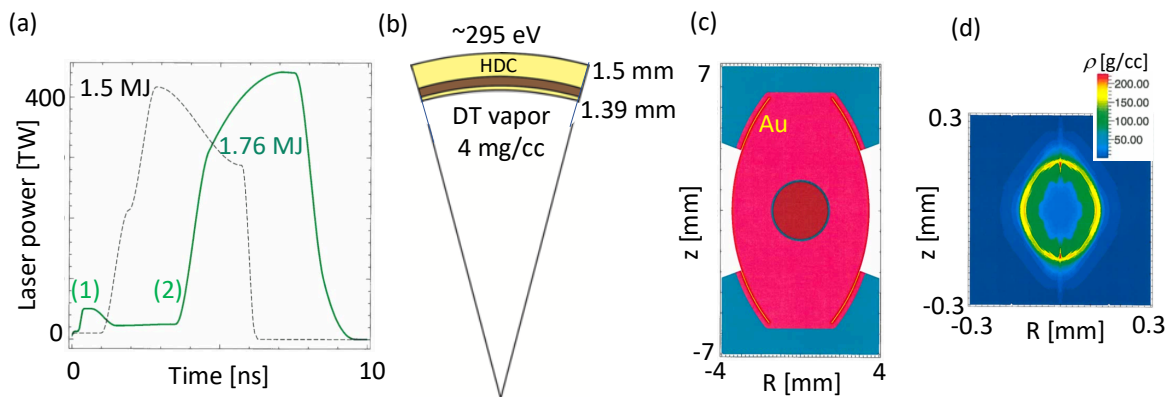 (a)
Laser power [TW]
400
0
1.5 MJ
1.76 MJ
(1)
(2)
0
10
Time [ns]
(b)
~295 eV
HDC
1.5 mm
1.39 mm
DT vapor
4 mg/cc
(c)
z [mm]
7
-7
Au
-4
4
R [mm]
(d)
ρ [g/cc]
200.00
150.00
100.00
50.00
z [mm]
0.3
-0.3
-0.3
0.3
R [mm]